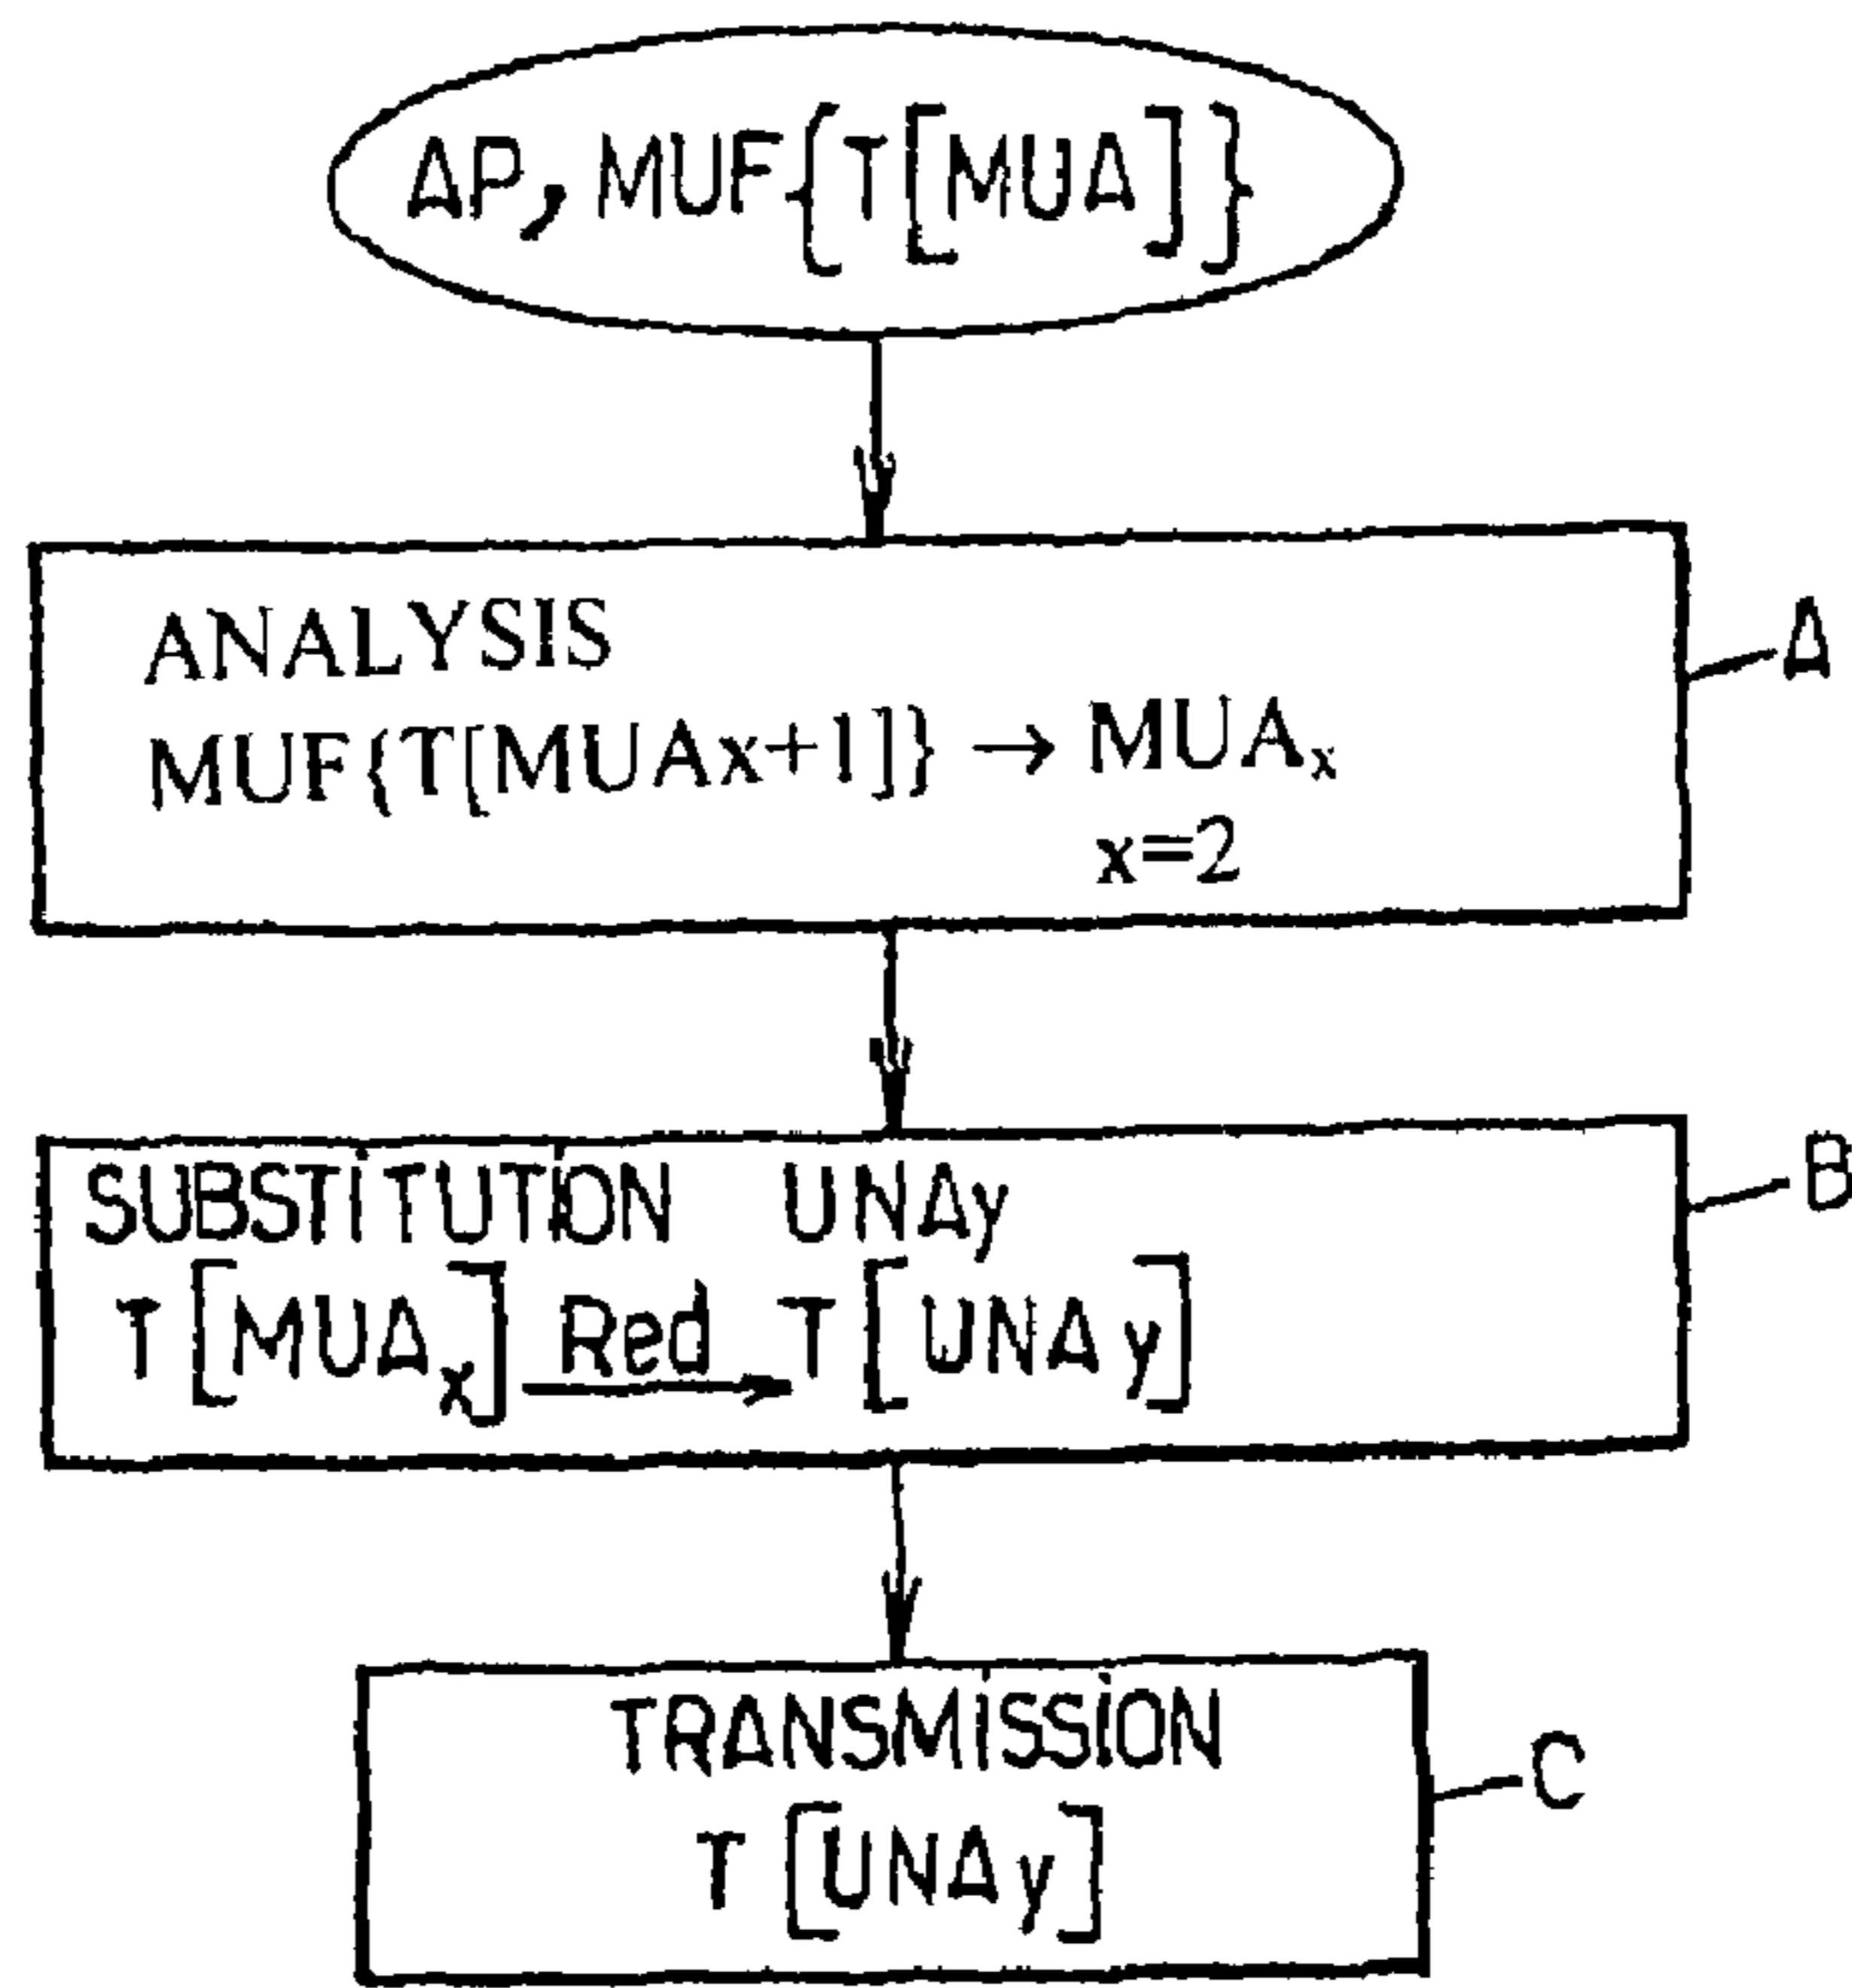 AP, MUF{T[MUA]}
ANALYSIS
MUF{T[MUAx+1]} → MUAₓ
x=2
A
SUBSTITUTION UNAy
T[MUAₓ] Red → T[UNAy]
B
TRANSMISSION
T[UNAy]
C